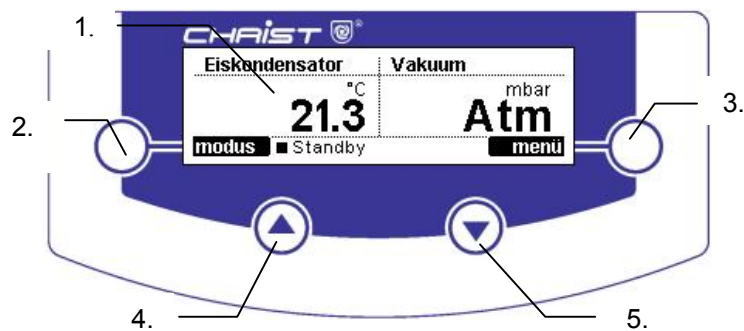 1.
CHRIST ®
Eiskondensator Vakuum
°C mbar
21.3 Atm
2.
3.
modus ■ Standby menü
4.
5.